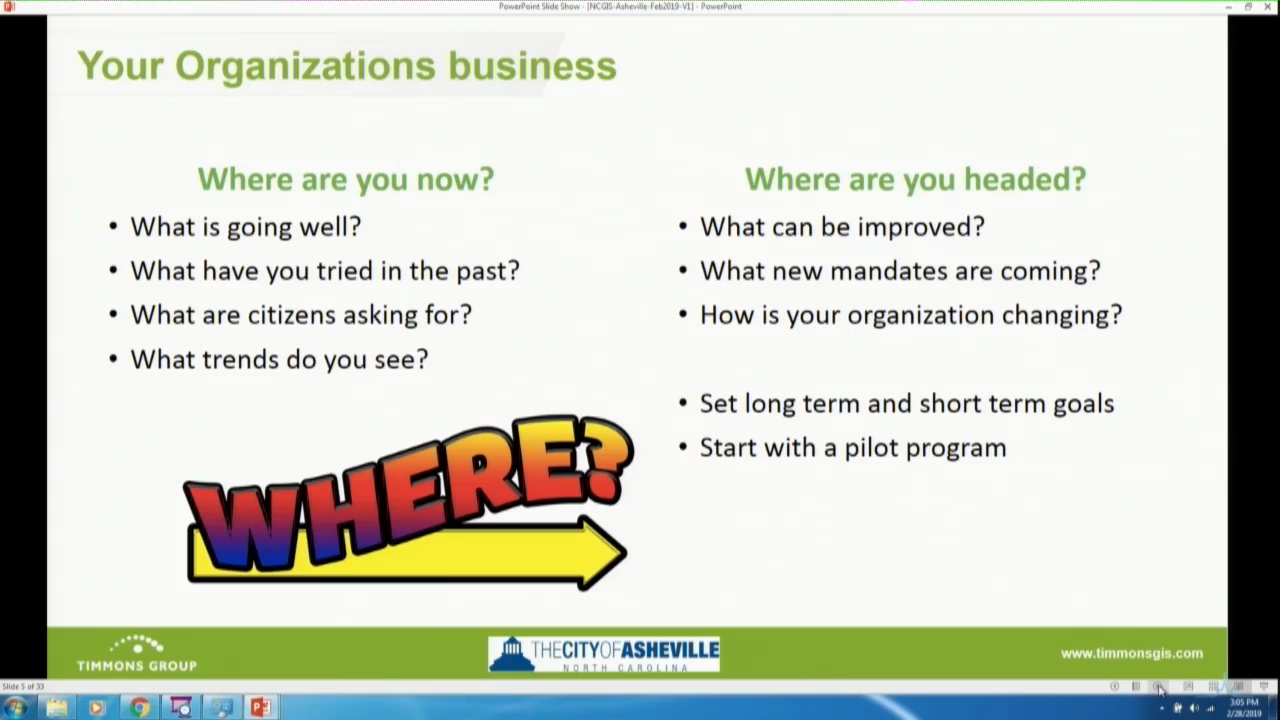 PowerPoint Slide Show - [NCGIS-Asheville-Feb2019-V1] - PowerPoint
Your Organizations business
Where are you now?
• What is going well?
• What have you tried in the past?
• What are citizens asking for?
• What trends do you see?
WHERE?
Where are you headed?
• What can be improved?
• What new mandates are coming?
• How is your organization changing?
• Set long term and short term goals
• Start with a pilot program
TIMMONS GROUP
THE CITY OF ASHEVILLE
NORTH CAROLINA
www.timmonsgis.com
Slide 5 of 33
3:05 PM
2/28/2019